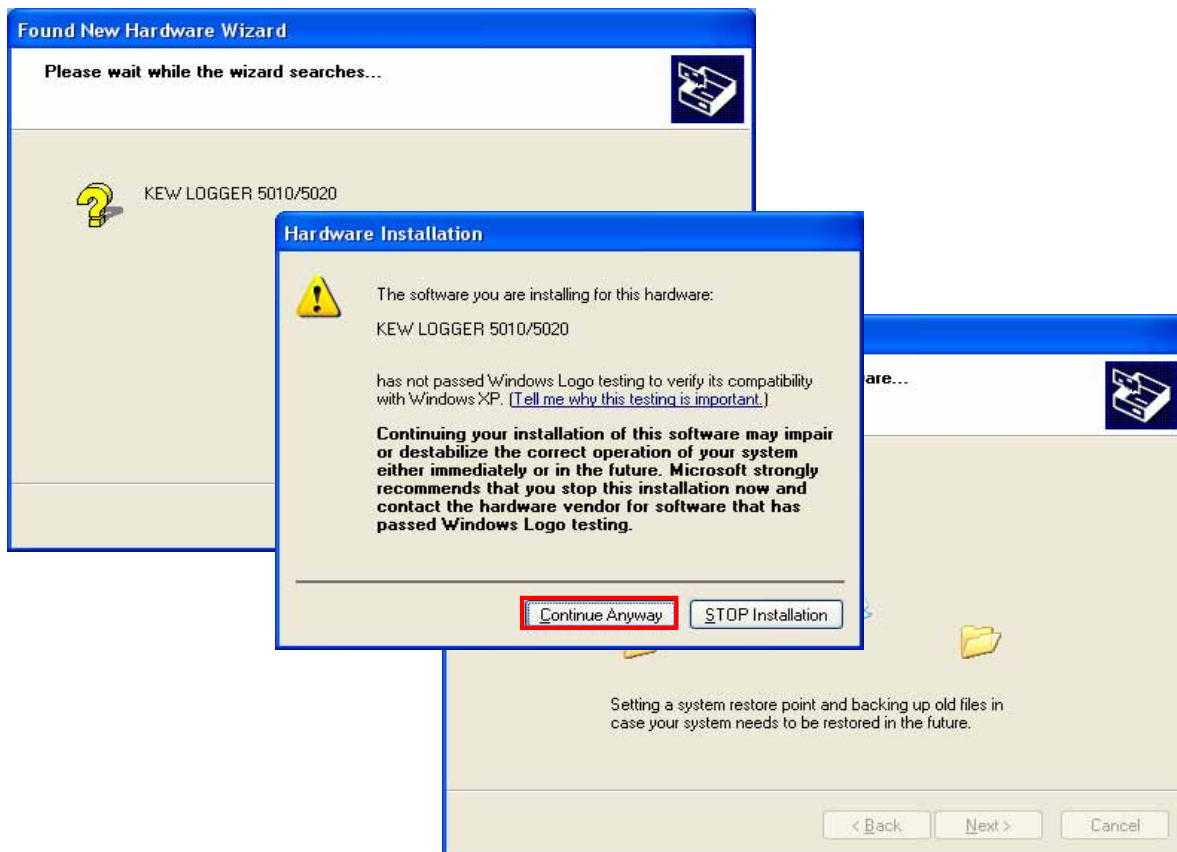 Found New Hardware Wizard
Please wait while the wizard searches...
KEW LOGGER 5010/5020
Hardware Installation
The software you are installing for this hardware:
KEW LOGGER 5010/5020
has not passed Windows Logo testing to verify its compatibility
with Windows XP. (Tell me why this testing is important.)
Continuing your installation of this software may impair
or destabilize the correct operation of your system
either immediately or in the future. Microsoft strongly
recommends that you stop this installation now and
contact the hardware vendor for software that has
passed Windows Logo testing.
Continue Anyway
STOP Installation
are...
Setting a system restore point and backing up old files in
case your system needs to be restored in the future.
< Back
Next >
Cancel